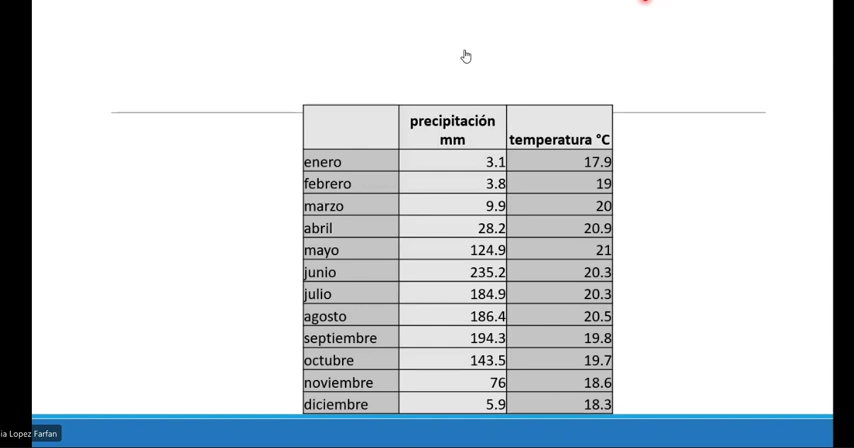 precipitación
mm temperatura °C
enero 3.1 17.9
febrero 3.8 19
marzo 9.9 20
abril 28.2 20.9
mayo 124.9 21
junio 235.2 20.3
julio 184.9 20.3
agosto 186.4 20.5
septiembre 194.3 19.8
octubre 143.5 19.7
noviembre 76 18.6
diciembre 5.9 18.3
ia Lopez Farfan